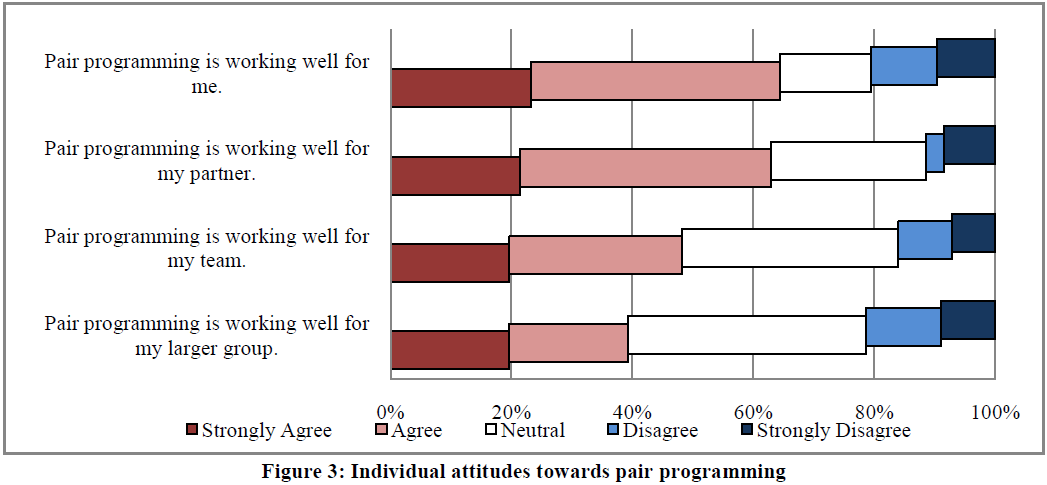 Pair programming is working well for
me.
Pair programming is working well for
my partner.
Pair programming is working well for
my team.
Pair programming is working well for
my larger group.
0% 20% 40% 60% 80% 100%
Strongly Agree Agree Neutral Disagree Strongly Disagree
Figure 3: Individual attitudes towards pair programming